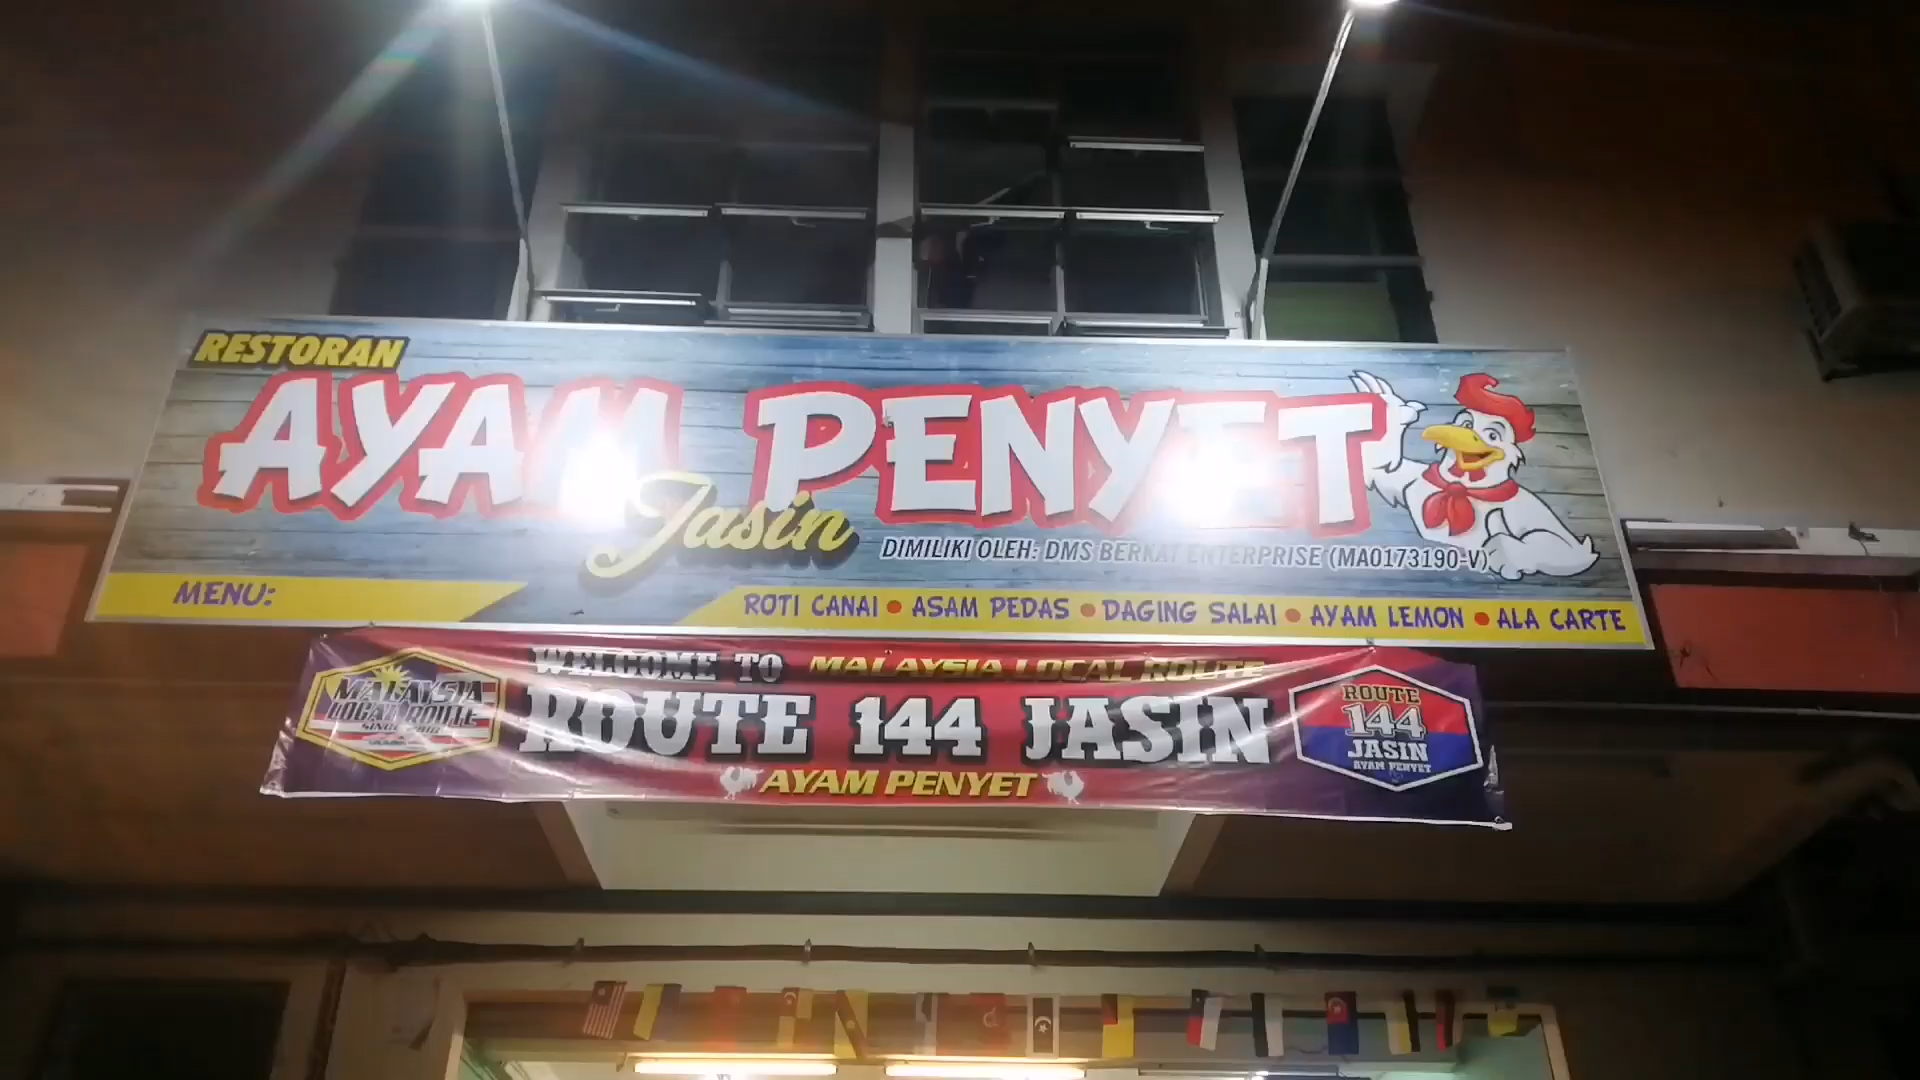 RESTORAN
AYAM PENYET
Jasin
DIMILIKI OLEH: DMS BERKAT ENTERPRISE (MA0173190-V)
MENU:
ROTI CANAI • ASAM PEDAS • DAGING SALAI • AYAM LEMON • ALA CARTE
WELCOME TO MALAYSIA LOCAL ROUTE
ROUTE 144 JASIN
AYAM PENYET
MALAYSIA
LOCAL ROUTE
ROUTE
144
JASIN
AYAM PENYET